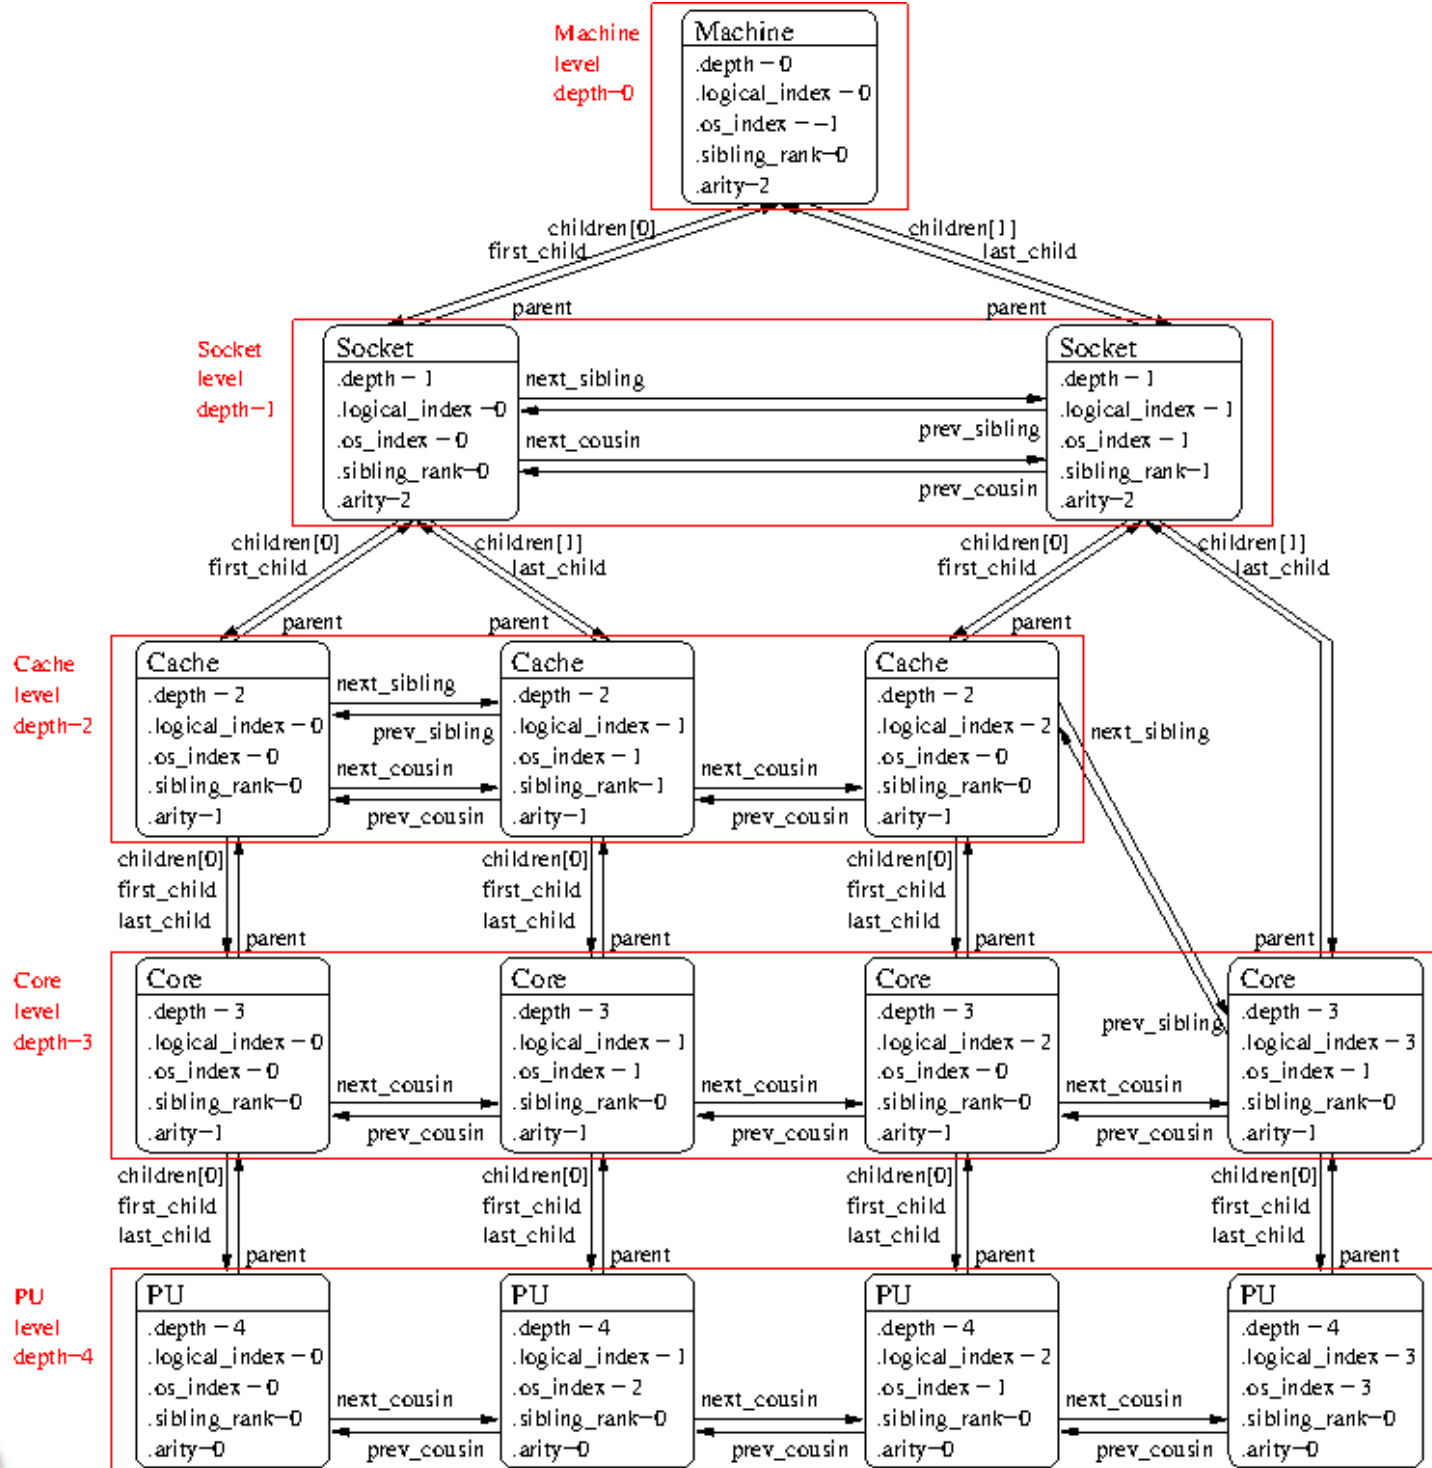 Machine
level
depth=0
Machine
.depth = 0
.logical_index = 0
.os_index = -1
.sibling_rank=0
.arity=2
children[0]
first_child
children[1]
last_child
parent
parent
Socket
level
depth=1
Socket
.depth = 1
.logical_index =0
.os_index = 0
.sibling_rank=0
.arity=2
next_sibling
prev_sibling
next_cousin
prev_cousin
Socket
.depth = 1
.logical_index = 1
.os_index = 1
.sibling_rank=1
.arity=2
children[0]
first_child
children[1]
last_child
children[0]
first_child
children[1]
last_child
parent
parent
parent
Cache
level
depth=2
Cache
.depth = 2
.logical_index = 0
.os_index = 0
.sibling_rank=0
.arity=1
next_sibling
prev_sibling
next_cousin
prev_cousin
Cache
.depth = 2
.logical_index = 1
.os_index = 1
.sibling_rank=1
.arity=1
next_cousin
prev_cousin
Cache
.depth = 2
.logical_index = 2
.os_index = 0
.sibling_rank=0
.arity=1
next_sibling
children[0]
first_child
last_child
parent
children[0]
first_child
last_child
parent
children[0]
first_child
last_child
parent
parent
Core
level
depth=3
Core
.depth = 3
.logical_index = 0
.os_index = 0
.sibling_rank=0
.arity=1
next_cousin
prev_cousin
Core
.depth = 3
.logical_index = 1
.os_index = 1
.sibling_rank=0
.arity=1
next_cousin
prev_cousin
Core
.depth = 3
.logical_index = 2
.os_index = 0
.sibling_rank=0
.arity=1
prev_sibling
next_cousin
prev_cousin
Core
.depth = 3
.logical_index = 3
.os_index = 1
.sibling_rank=0
.arity=1
children[0]
first_child
last_child
parent
children[0]
first_child
last_child
parent
children[0]
first_child
last_child
parent
children[0]
first_child
last_child
parent
PU
level
depth=4
PU
.depth = 4
.logical_index = 0
.os_index = 0
.sibling_rank=0
.arity=0
next_cousin
prev_cousin
PU
.depth = 4
.logical_index = 1
.os_index = 2
.sibling_rank=0
.arity=0
next_cousin
prev_cousin
PU
.depth = 4
.logical_index = 2
.os_index = 1
.sibling_rank=0
.arity=0
next_cousin
prev_cousin
PU
.depth = 4
.logical_index = 3
.os_index = 3
.sibling_rank=0
.arity=0